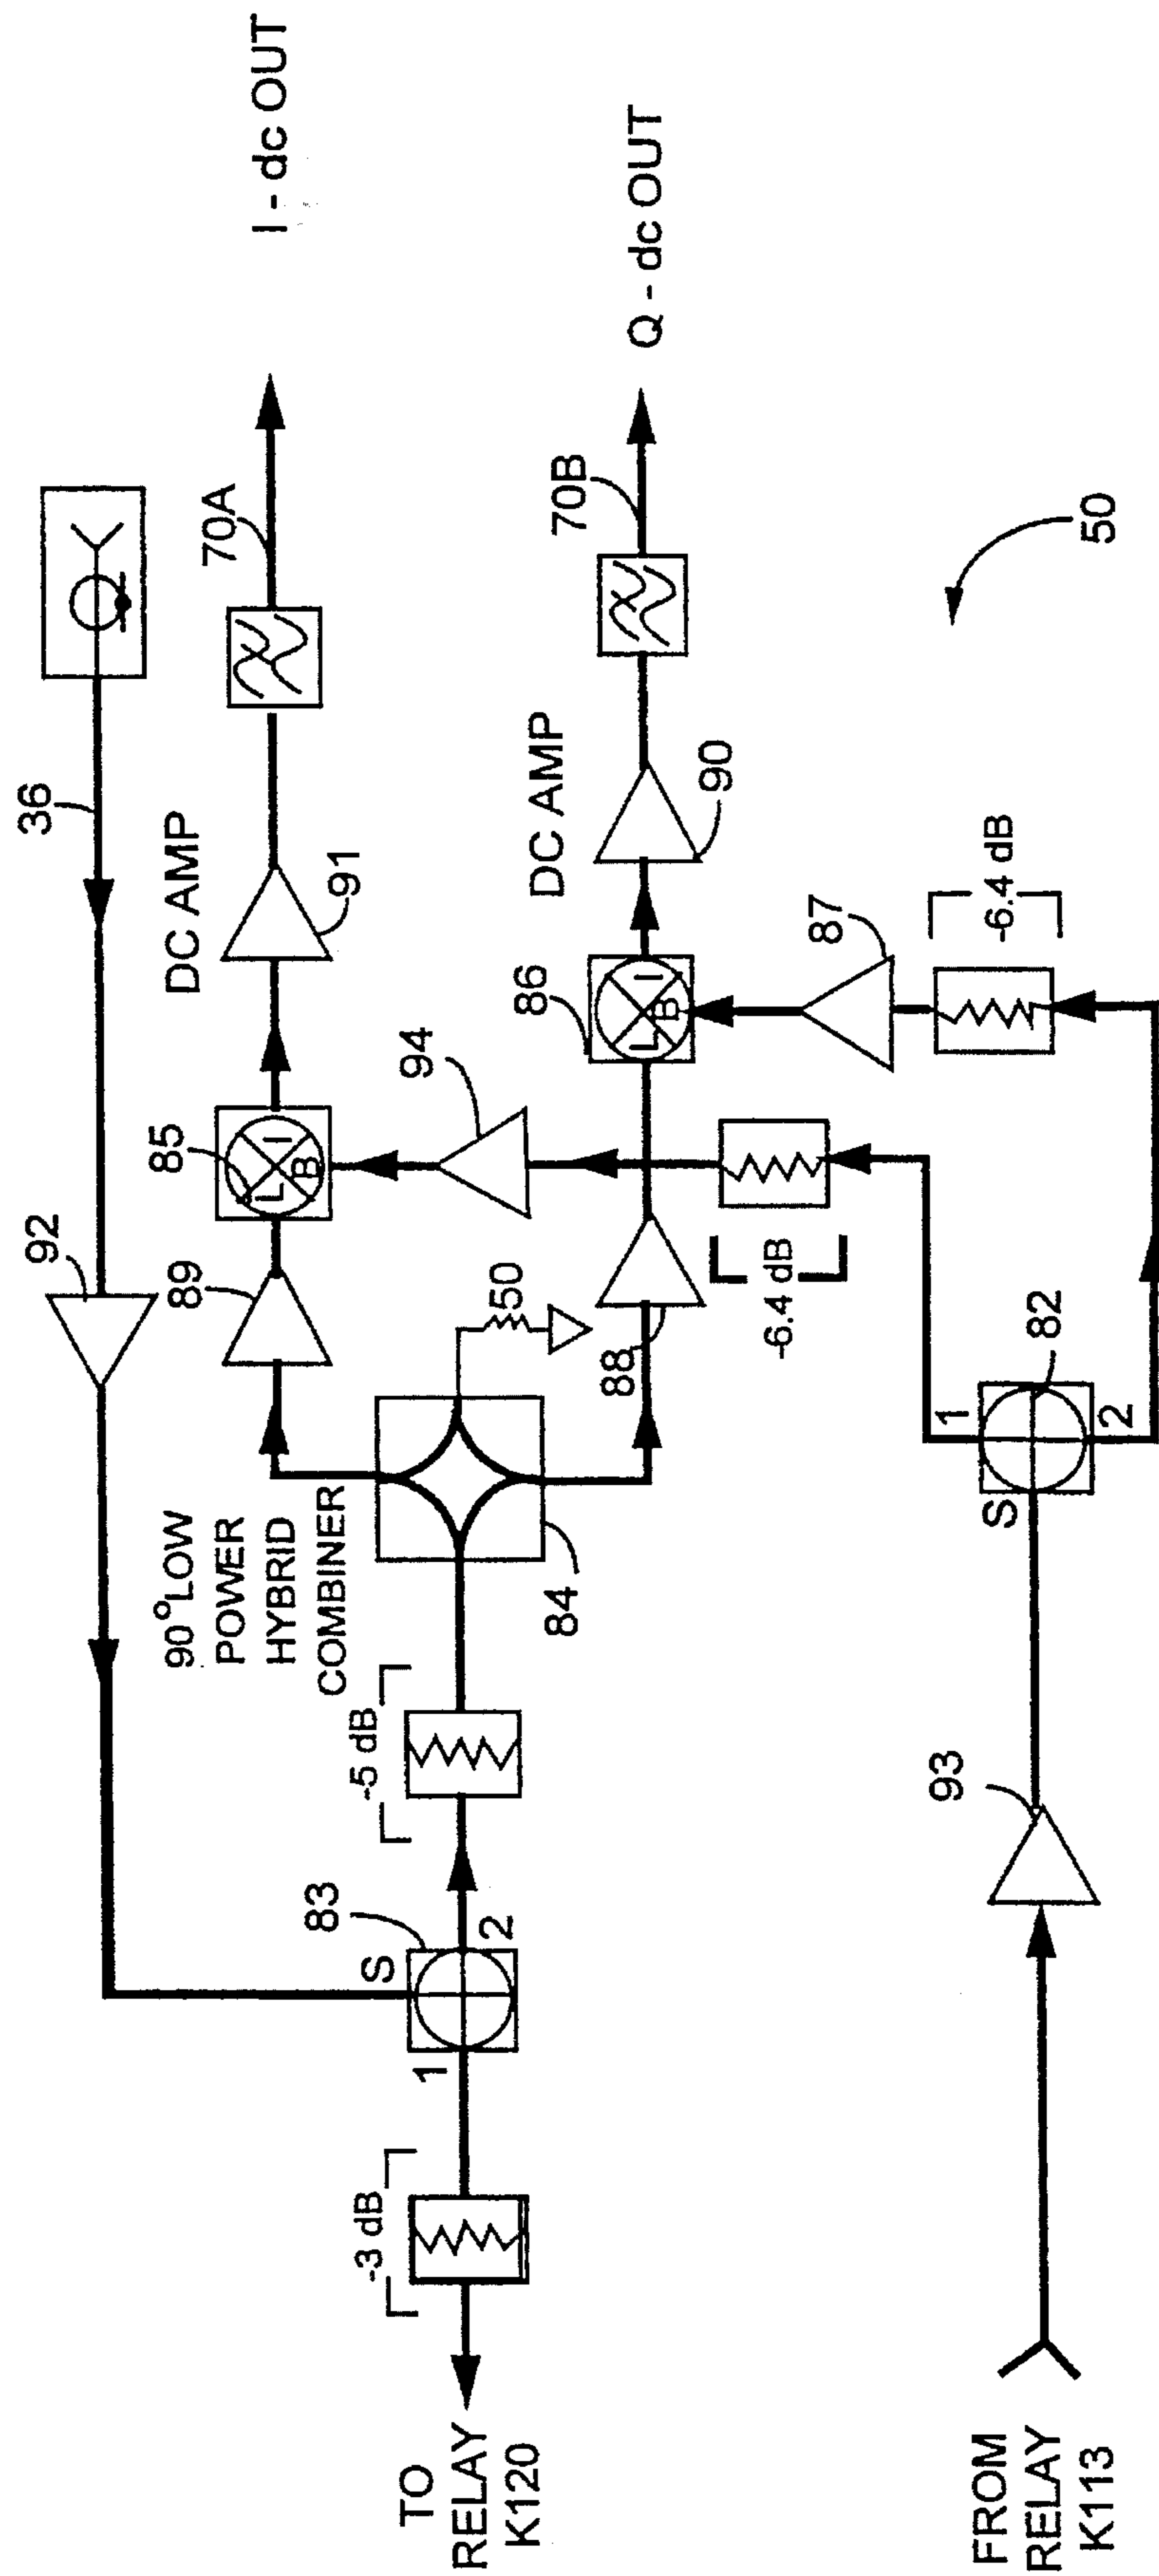 36
I - dc OUT
92
DC AMP
70A
89
85
91
94
90°LOW
POWER
HYBRID
COMBINER
50
84
-3 dB
1
S
83
2
-5 dB
TO
RELAY
K120
86
L
I
B
L
I
B
DC AMP
70B
Q - dc OUT
88
90
-6.4 dB
87
-6.4 dB
50
FROM
RELAY
K113
93
S
1
82
2